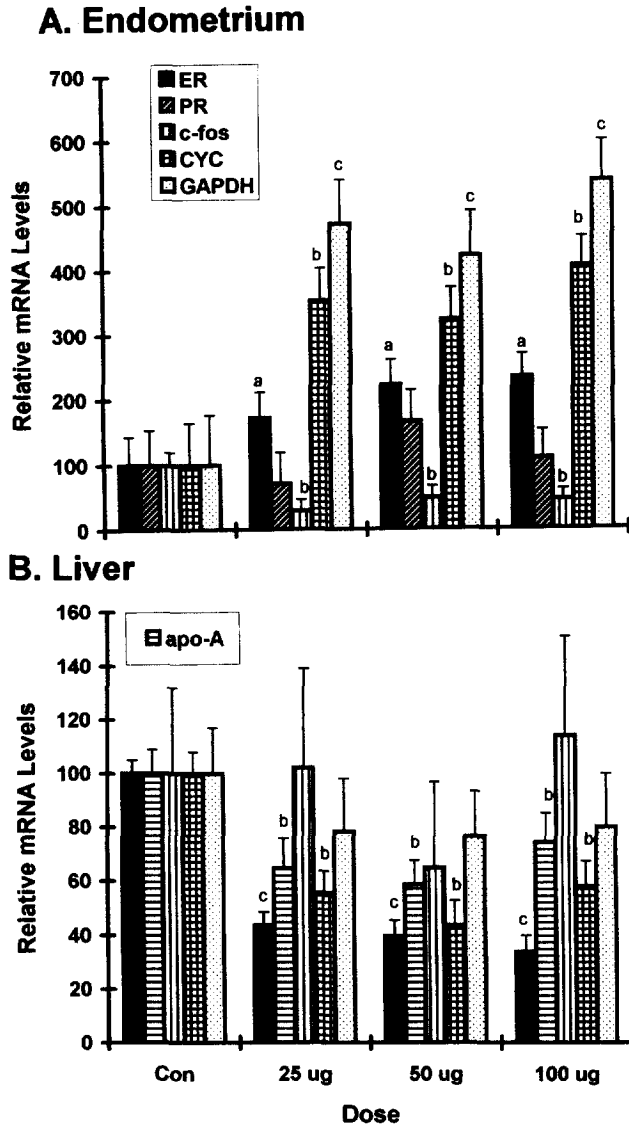 A. Endometrium
Relative mRNA Levels
700
600
500
400
300
200
100
0
ER
PR
c-fos
CYC
GAPDH
a
b
b
c
a
b
b
c
a
b
b
c
B. Liver
Relative mRNA Levels
160
140
120
100
80
60
40
20
0
apo-A
c
b
b
c
b
b
c
b
b
Con
25 ug
50 ug
100 ug
Dose